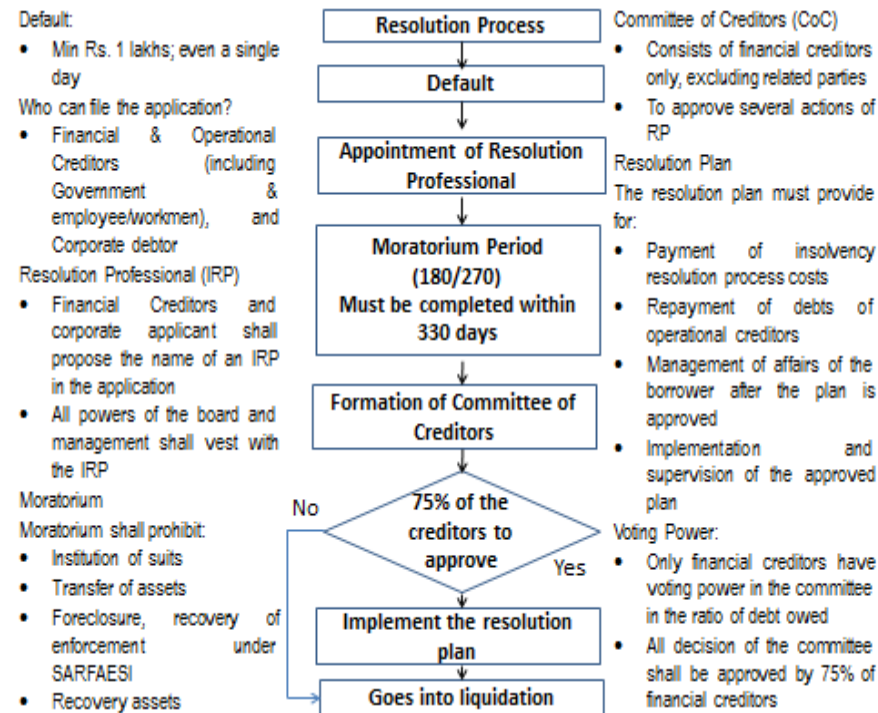 Default:
• Min Rs. 1 lakhs; even a single
day
Who can file the application?
• Financial & Operational
Creditors (including
Government &
employee/workmen), and
Corporate debtor
Resolution Professional (IRP)
• Financial Creditors and
corporate applicant shall
propose the name of an IRP
in the application
• All powers of the board and
management shall vest with
the IRP
Moratorium
Moratorium shall prohibit:
• Institution of suits
• Transfer of assets
• Foreclosure, recovery of
enforcement under
SARFAESI
• Recovery assets
Resolution Process
Default
Appointment of Resolution
Professional
Moratorium Period
(180/270)
Must be completed within
330 days
Formation of Committee of
Creditors
75% of the
creditors to
approve
No
Yes
Implement the resolution
plan
Goes into liquidation
Committee of Creditors (CoC)
• Consists of financial creditors
only, excluding related parties
• To approve several actions of
RP
Resolution Plan
The resolution plan must provide
for:
• Payment of insolvency
resolution process costs
• Repayment of debts of
operational creditors
• Management of affairs of the
borrower after the plan is
approved
• Implementation and
supervision of the approved
plan
Voting Power:
• Only financial creditors have
voting power in the committee
in the ratio of debt owed
• All decision of the committee
shall be approved by 75% of
financial creditors